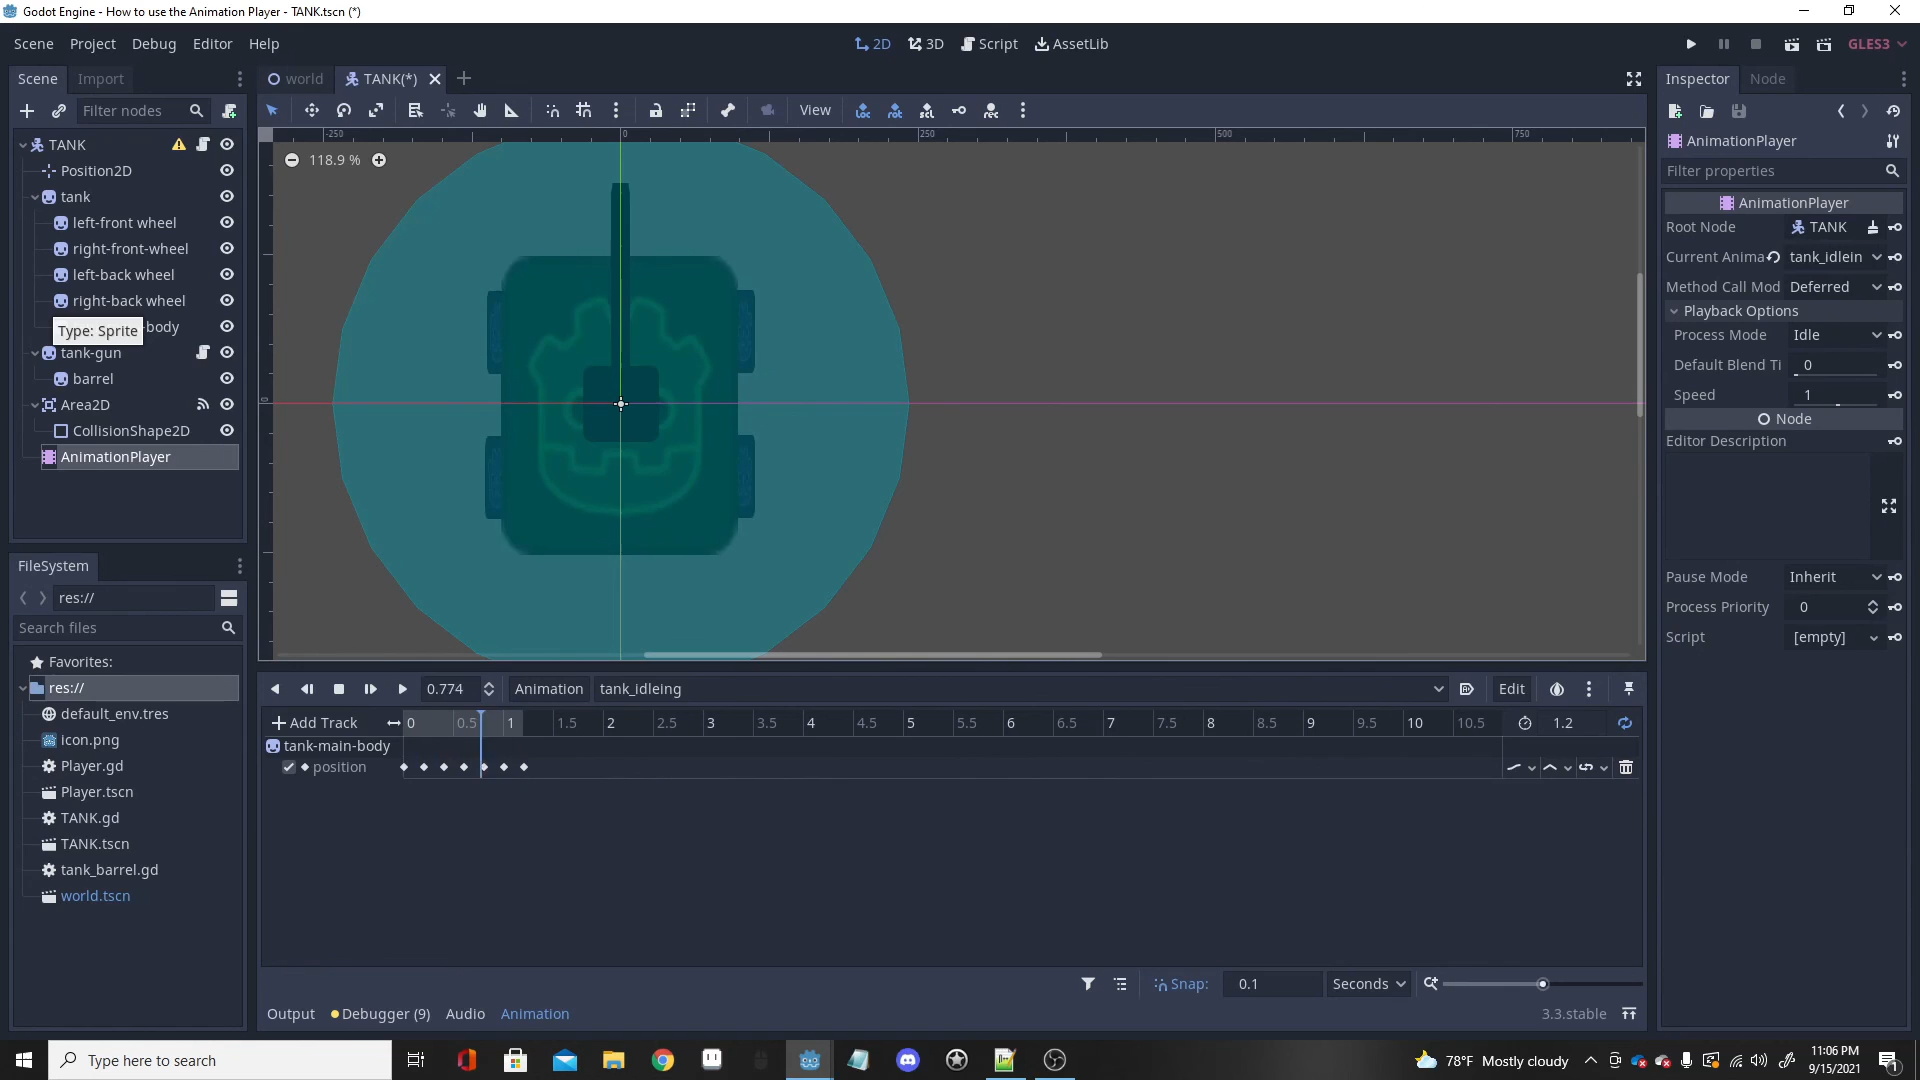 Godot Engine - How to use the Animation Player - TANK.tscn (*)
Scene Project Debug Editor Help
2D 3D Script AssetLib
GLES3
Scene Import
world TANK(*)
Inspector Node
Filter nodes
View
TANK
Position2D
tank
left-front wheel
right-front-wheel
left-back wheel
right-back wheel
body
Type: Sprite
tank-gun
barrel
Area2D
CollisionShape2D
AnimationPlayer
-250 0 250 500 750
0
118.9 %
AnimationPlayer
Filter properties
AnimationPlayer
Root Node TANK
Current Anima tank_idlein
Method Call Mod Deferred
Playback Options
Process Mode Idle
Default Blend Ti 0
Speed 1
Node
Editor Description
Pause Mode Inherit
Process Priority 0
Script [empty]
FileSystem
res://
Search files
Favorites:
res://
default_env.tres
icon.png
Player.gd
Player.tscn
TANK.gd
TANK.tscn
tank_barrel.gd
world.tscn
0.774 Animation tank_idleing Edit
Add Track 0 0.5 1 1.5 2 2.5 3 3.5 4 4.5 5 5.5 6 6.5 7 7.5 8 8.5 9 9.5 10 10.5 1.2
tank-main-body
position
Snap: 0.1 Seconds
Output Debugger (9) Audio Animation 3.3.stable
Type here to search
78°F Mostly cloudy
11:06 PM
9/15/2021
1